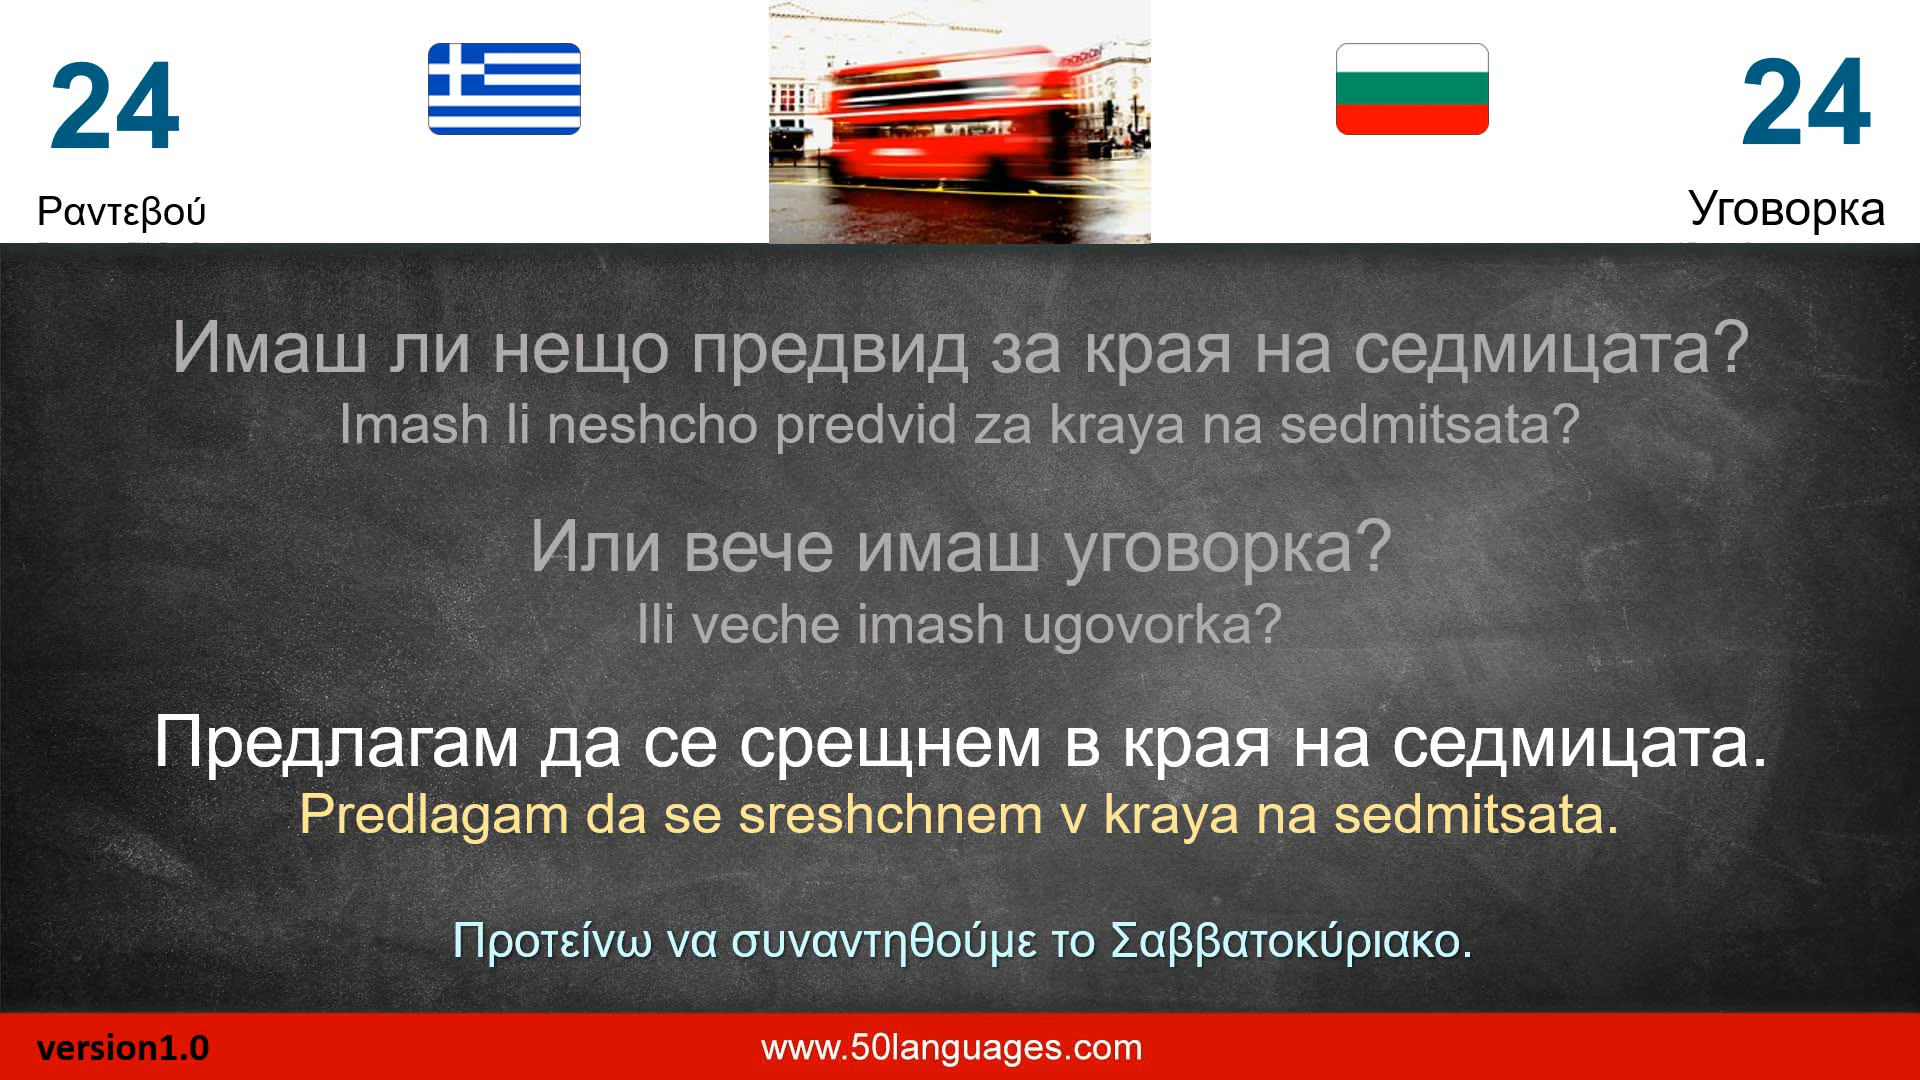 24
24
Ραντεβού
Уговорка
Имаш ли нещо предвид за края на седмицата?
Imash li neshcho predvid za kraya na sedmitsata?
Или вече имаш уговорка?
Ili veche imash ugovorka?
Предлагам да се срещнем в края на седмицата.
Predlagam da se sreshchnem v kraya na sedmitsata.
Προτείνω να συναντηθούμε το Σαββατοκύριακο.
version1.0
www.50languages.com